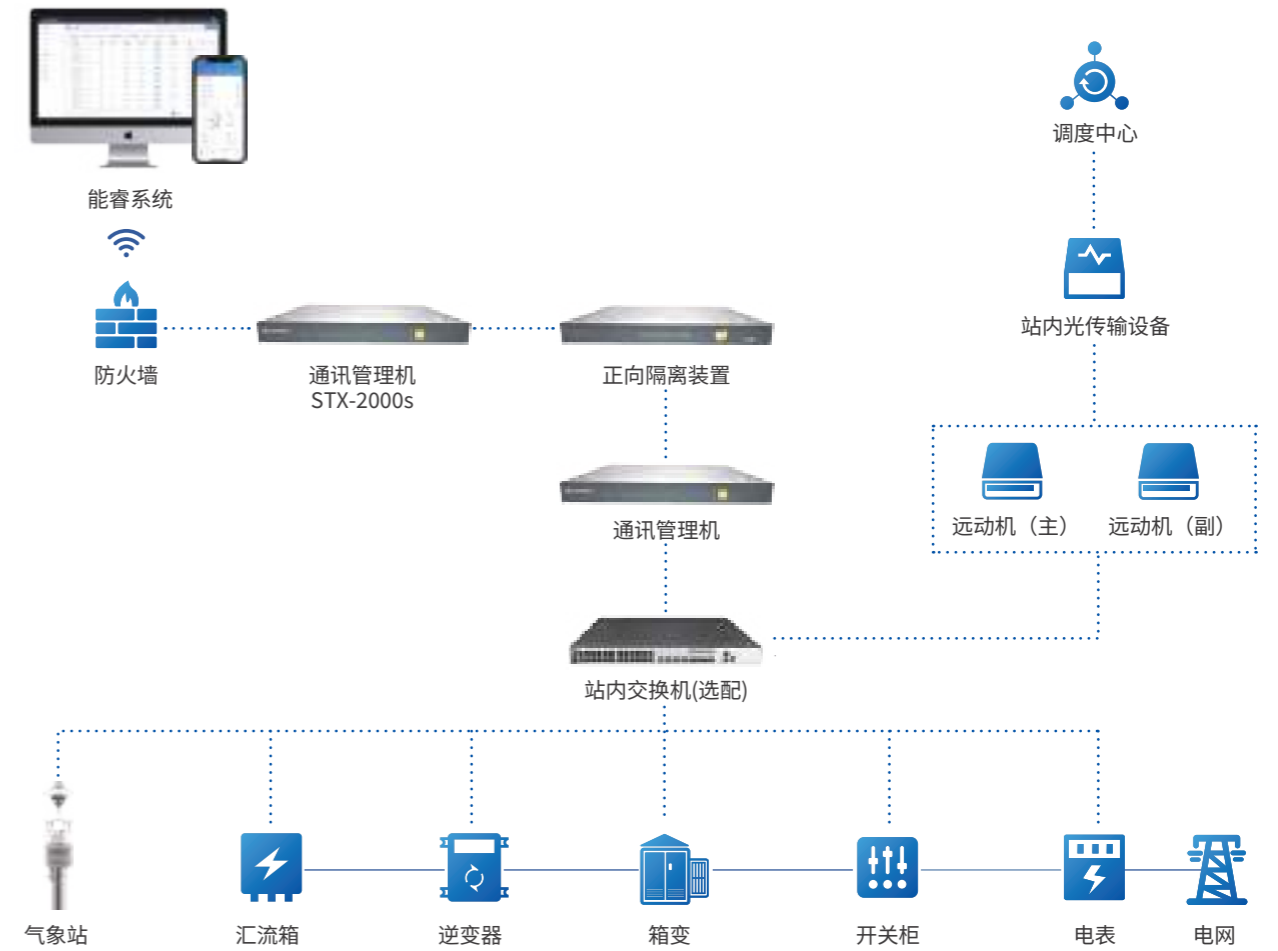 调度中心
能睿系统
站内光传输设备
防火墙
通讯管理机
STX-2000s
正向隔离装置
通讯管理机
远动机（主）
远动机（副）
站内交换机(选配)
气象站
汇流箱
逆变器
箱变
开关柜
电表
电网